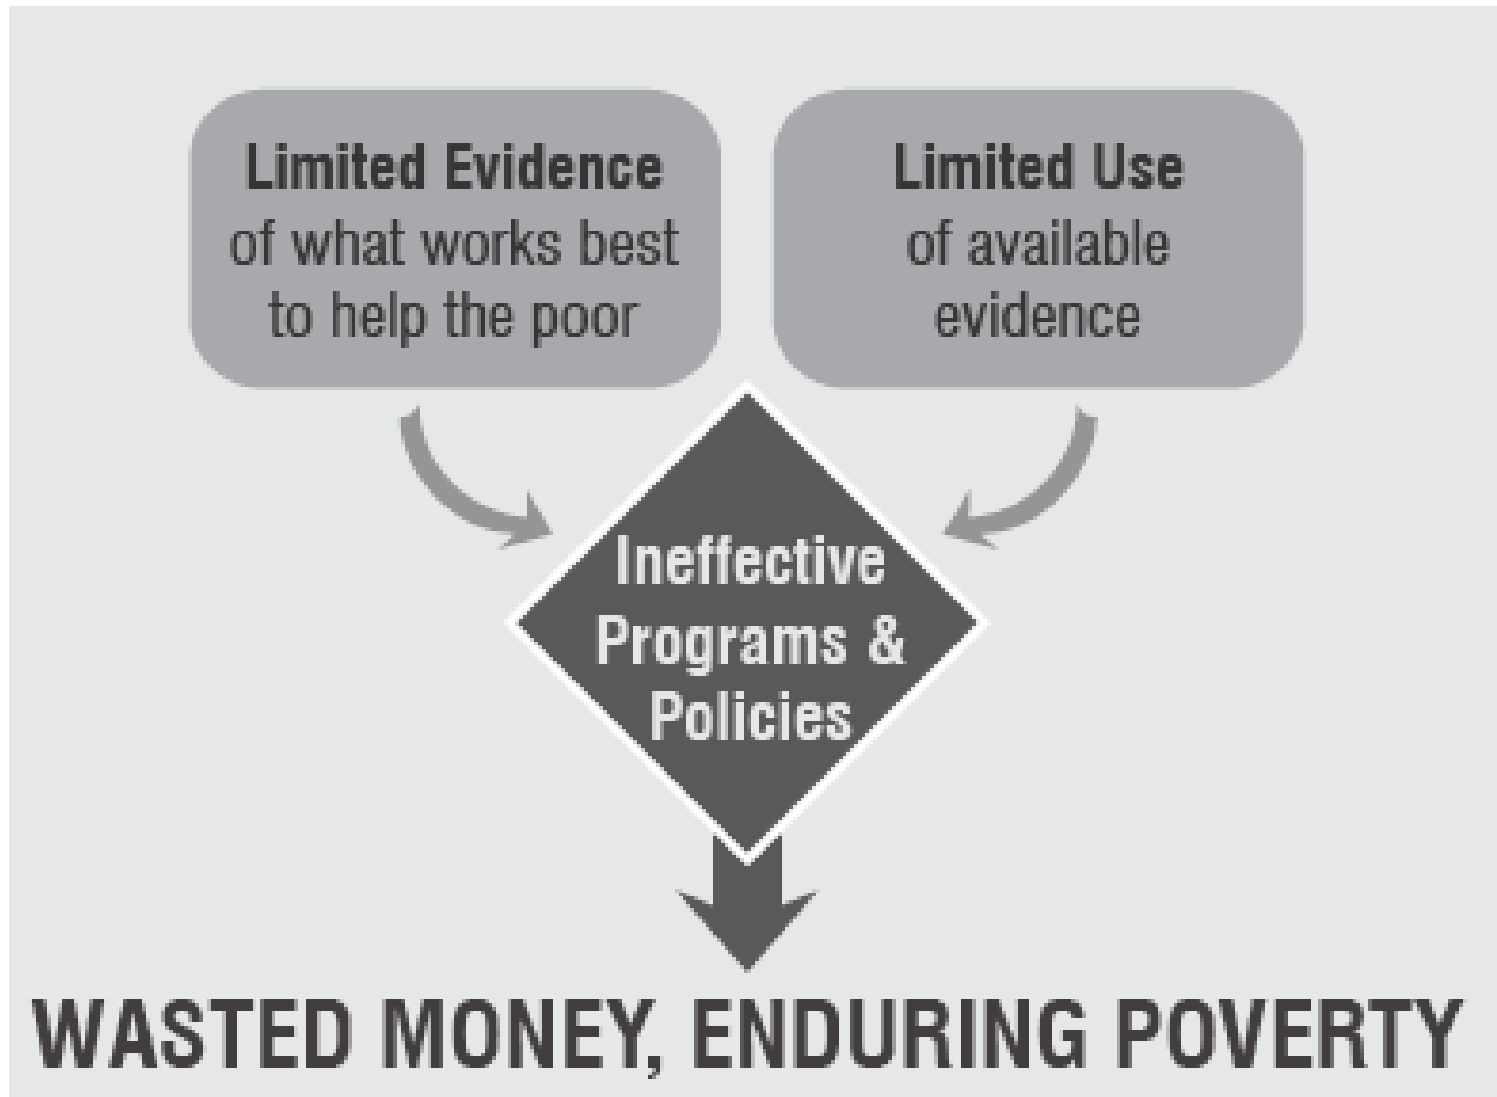 Limited Evidence
of what works best
to help the poor
Limited Use
of available
evidence
Ineffective
Programs &
Policies
WASTED MONEY, ENDURING POVERTY